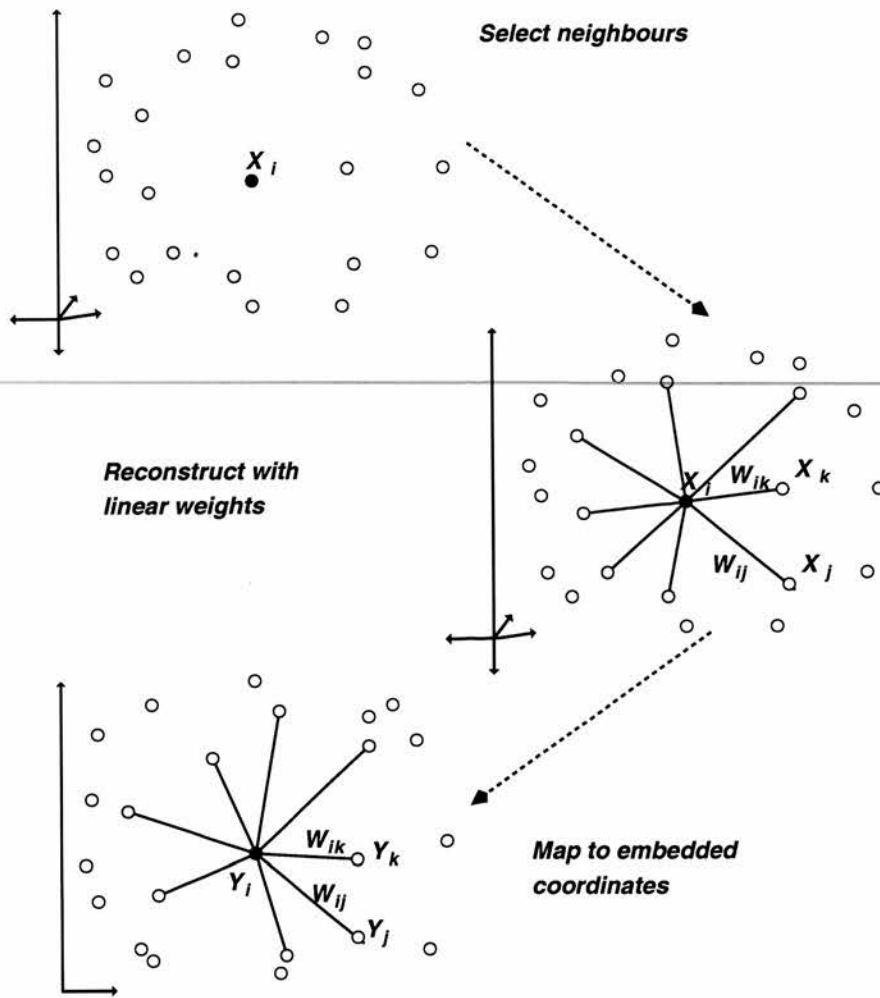 Select neighbours
X i
Reconstruct with
linear weights
X i
W ik
X k
W ij
X j
W ik
Y k
Y i
W ij
Y j
Map to embedded
coordinates